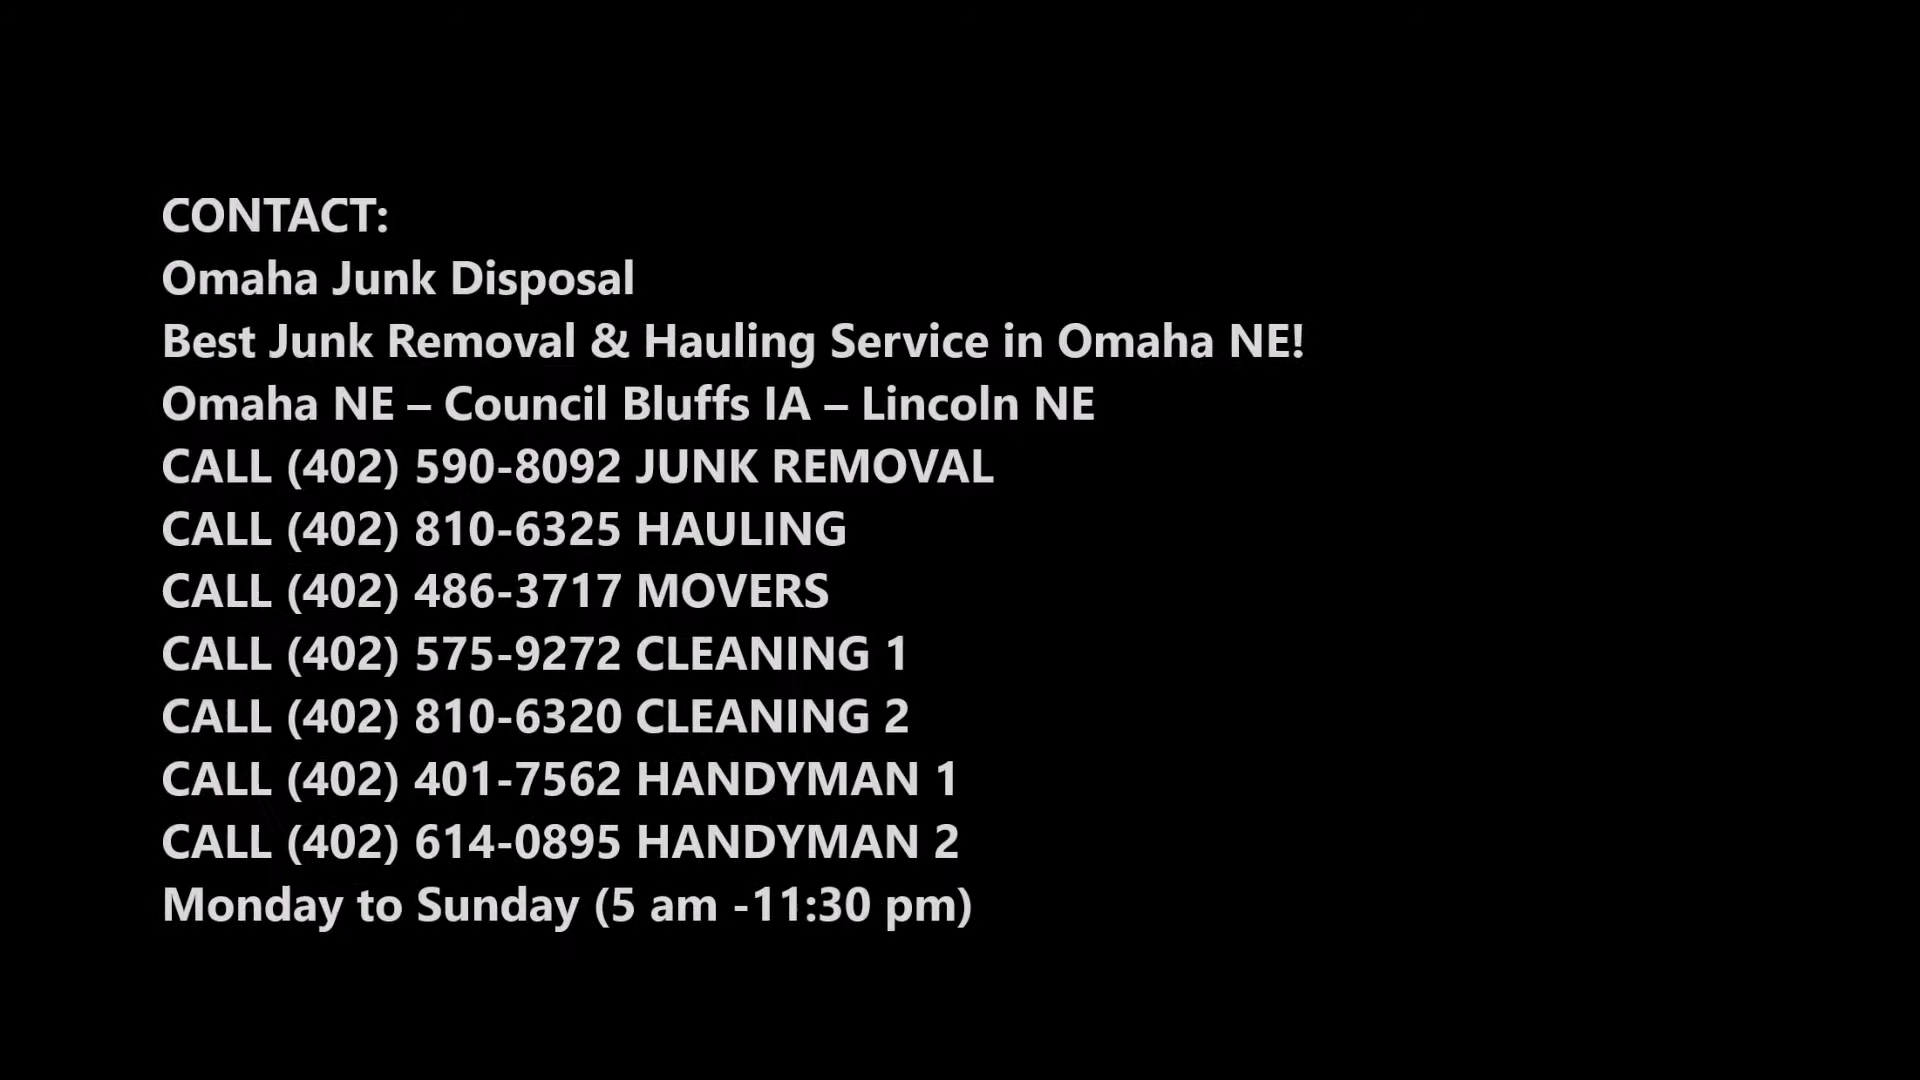 CONTACT:
Omaha Junk Disposal
Best Junk Removal & Hauling Service in Omaha NE!
Omaha NE – Council Bluffs IA – Lincoln NE
CALL (402) 590-8092 JUNK REMOVAL
CALL (402) 810-6325 HAULING
CALL (402) 486-3717 MOVERS
CALL (402) 575-9272 CLEANING 1
CALL (402) 810-6320 CLEANING 2
CALL (402) 401-7562 HANDYMAN 1
CALL (402) 614-0895 HANDYMAN 2
Monday to Sunday (5 am -11:30 pm)